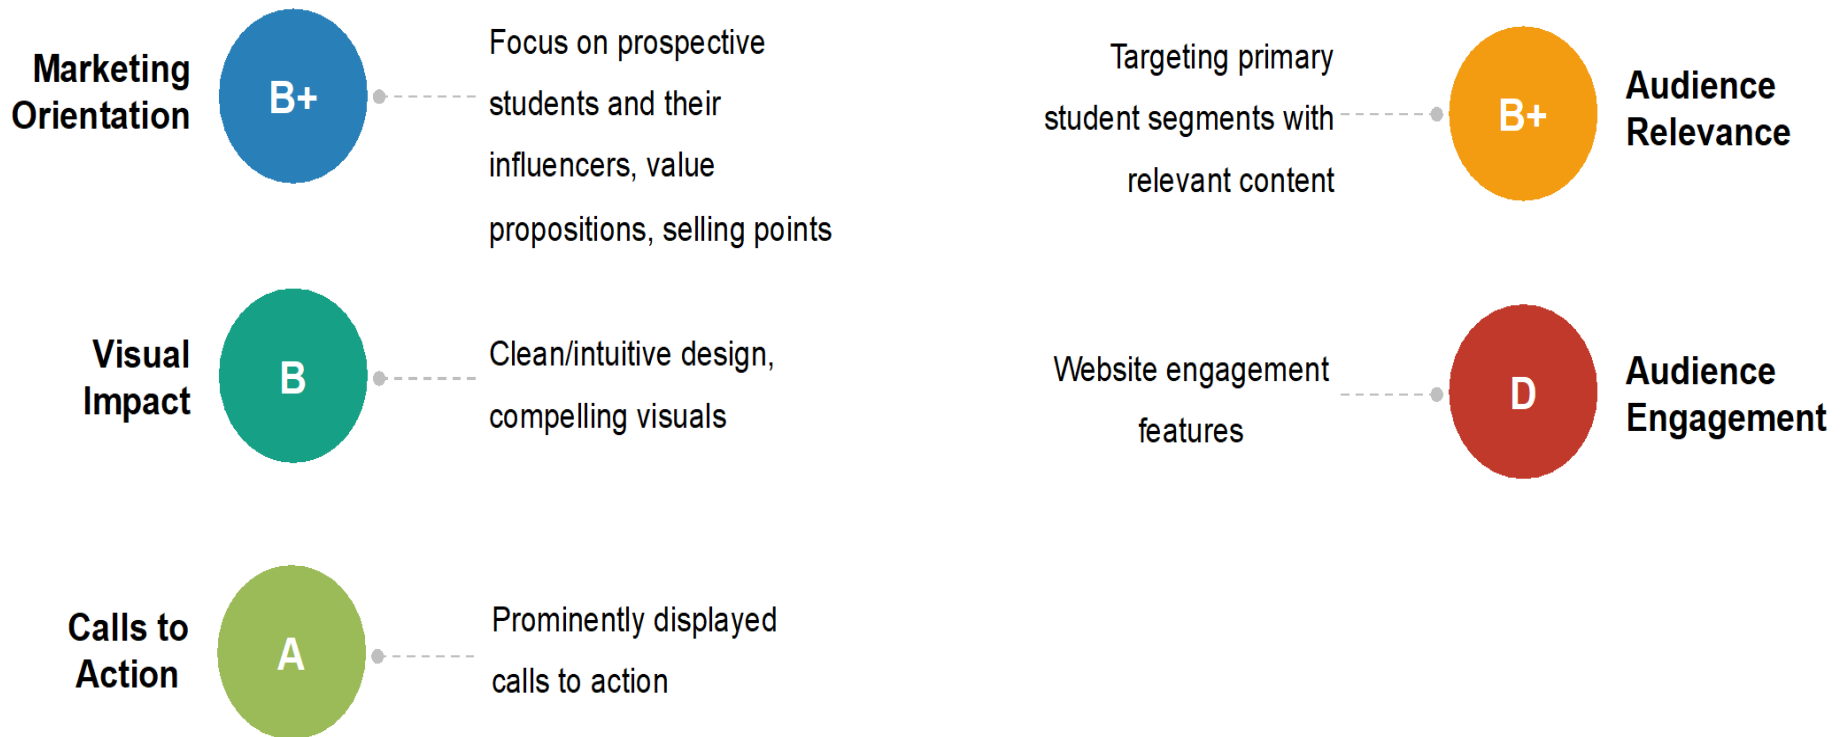 Marketing
Orientation
B+
Focus on prospective
students and their
influencers, value
propositions, selling points
Visual
Impact
B
Clean/intuitive design,
compelling visuals
Calls to
Action
A
Prominently displayed
calls to action
Targeting primary
student segments with
relevant content
B+
Audience
Relevance
Website engagement
features
D
Audience
Engagement